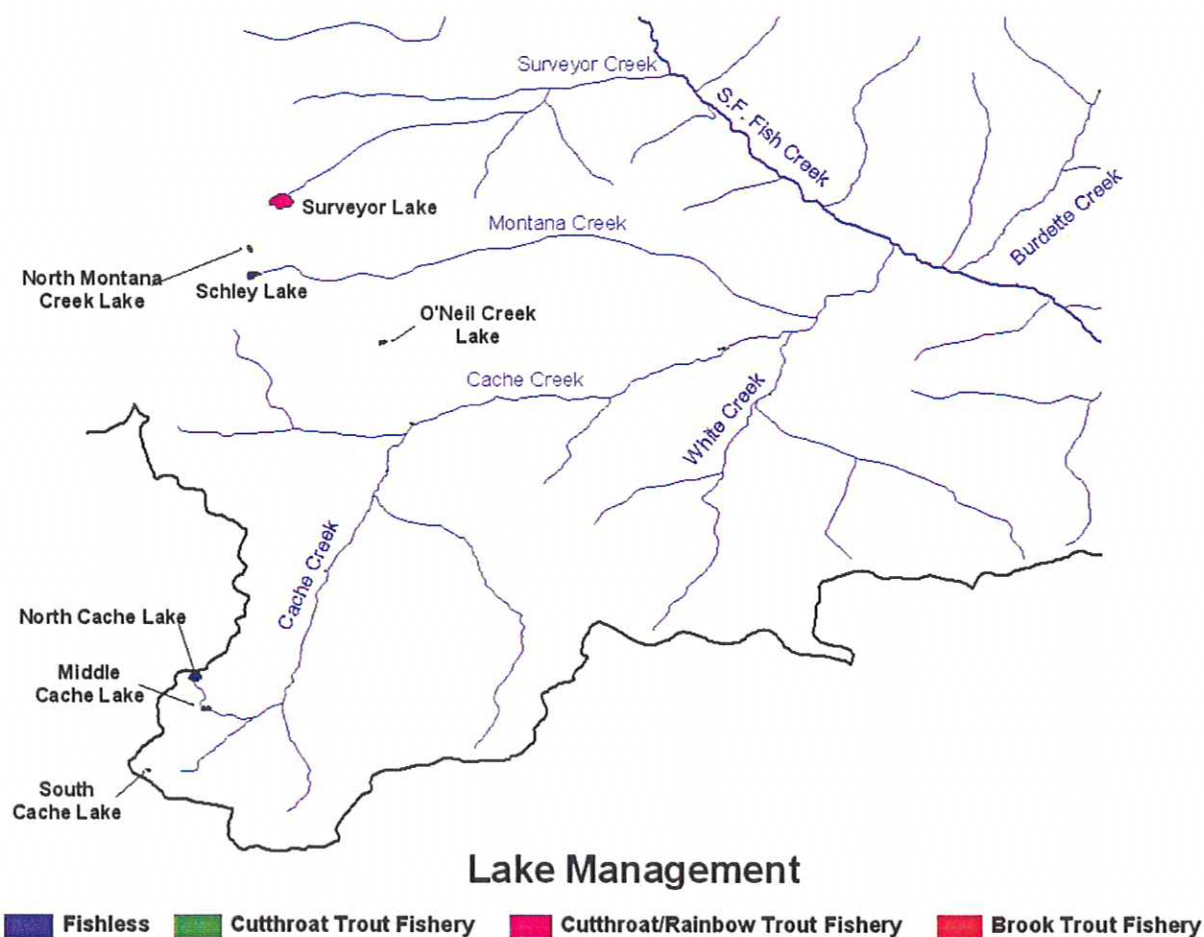 Surveyor Creek
S.F. Fish Creek
Burdette Creek
Surveyor Lake
Montana Creek
North Montana
Creek Lake
Schley Lake
O'Neil Creek
Lake
Cache Creek
White Creek
Cache Creek
North Cache Lake
Middle
Cache Lake
South
Cache Lake
Lake Management
Fishless
Cutthroat Trout Fishery
Cutthroat/Rainbow Trout Fishery
Brook Trout Fishery